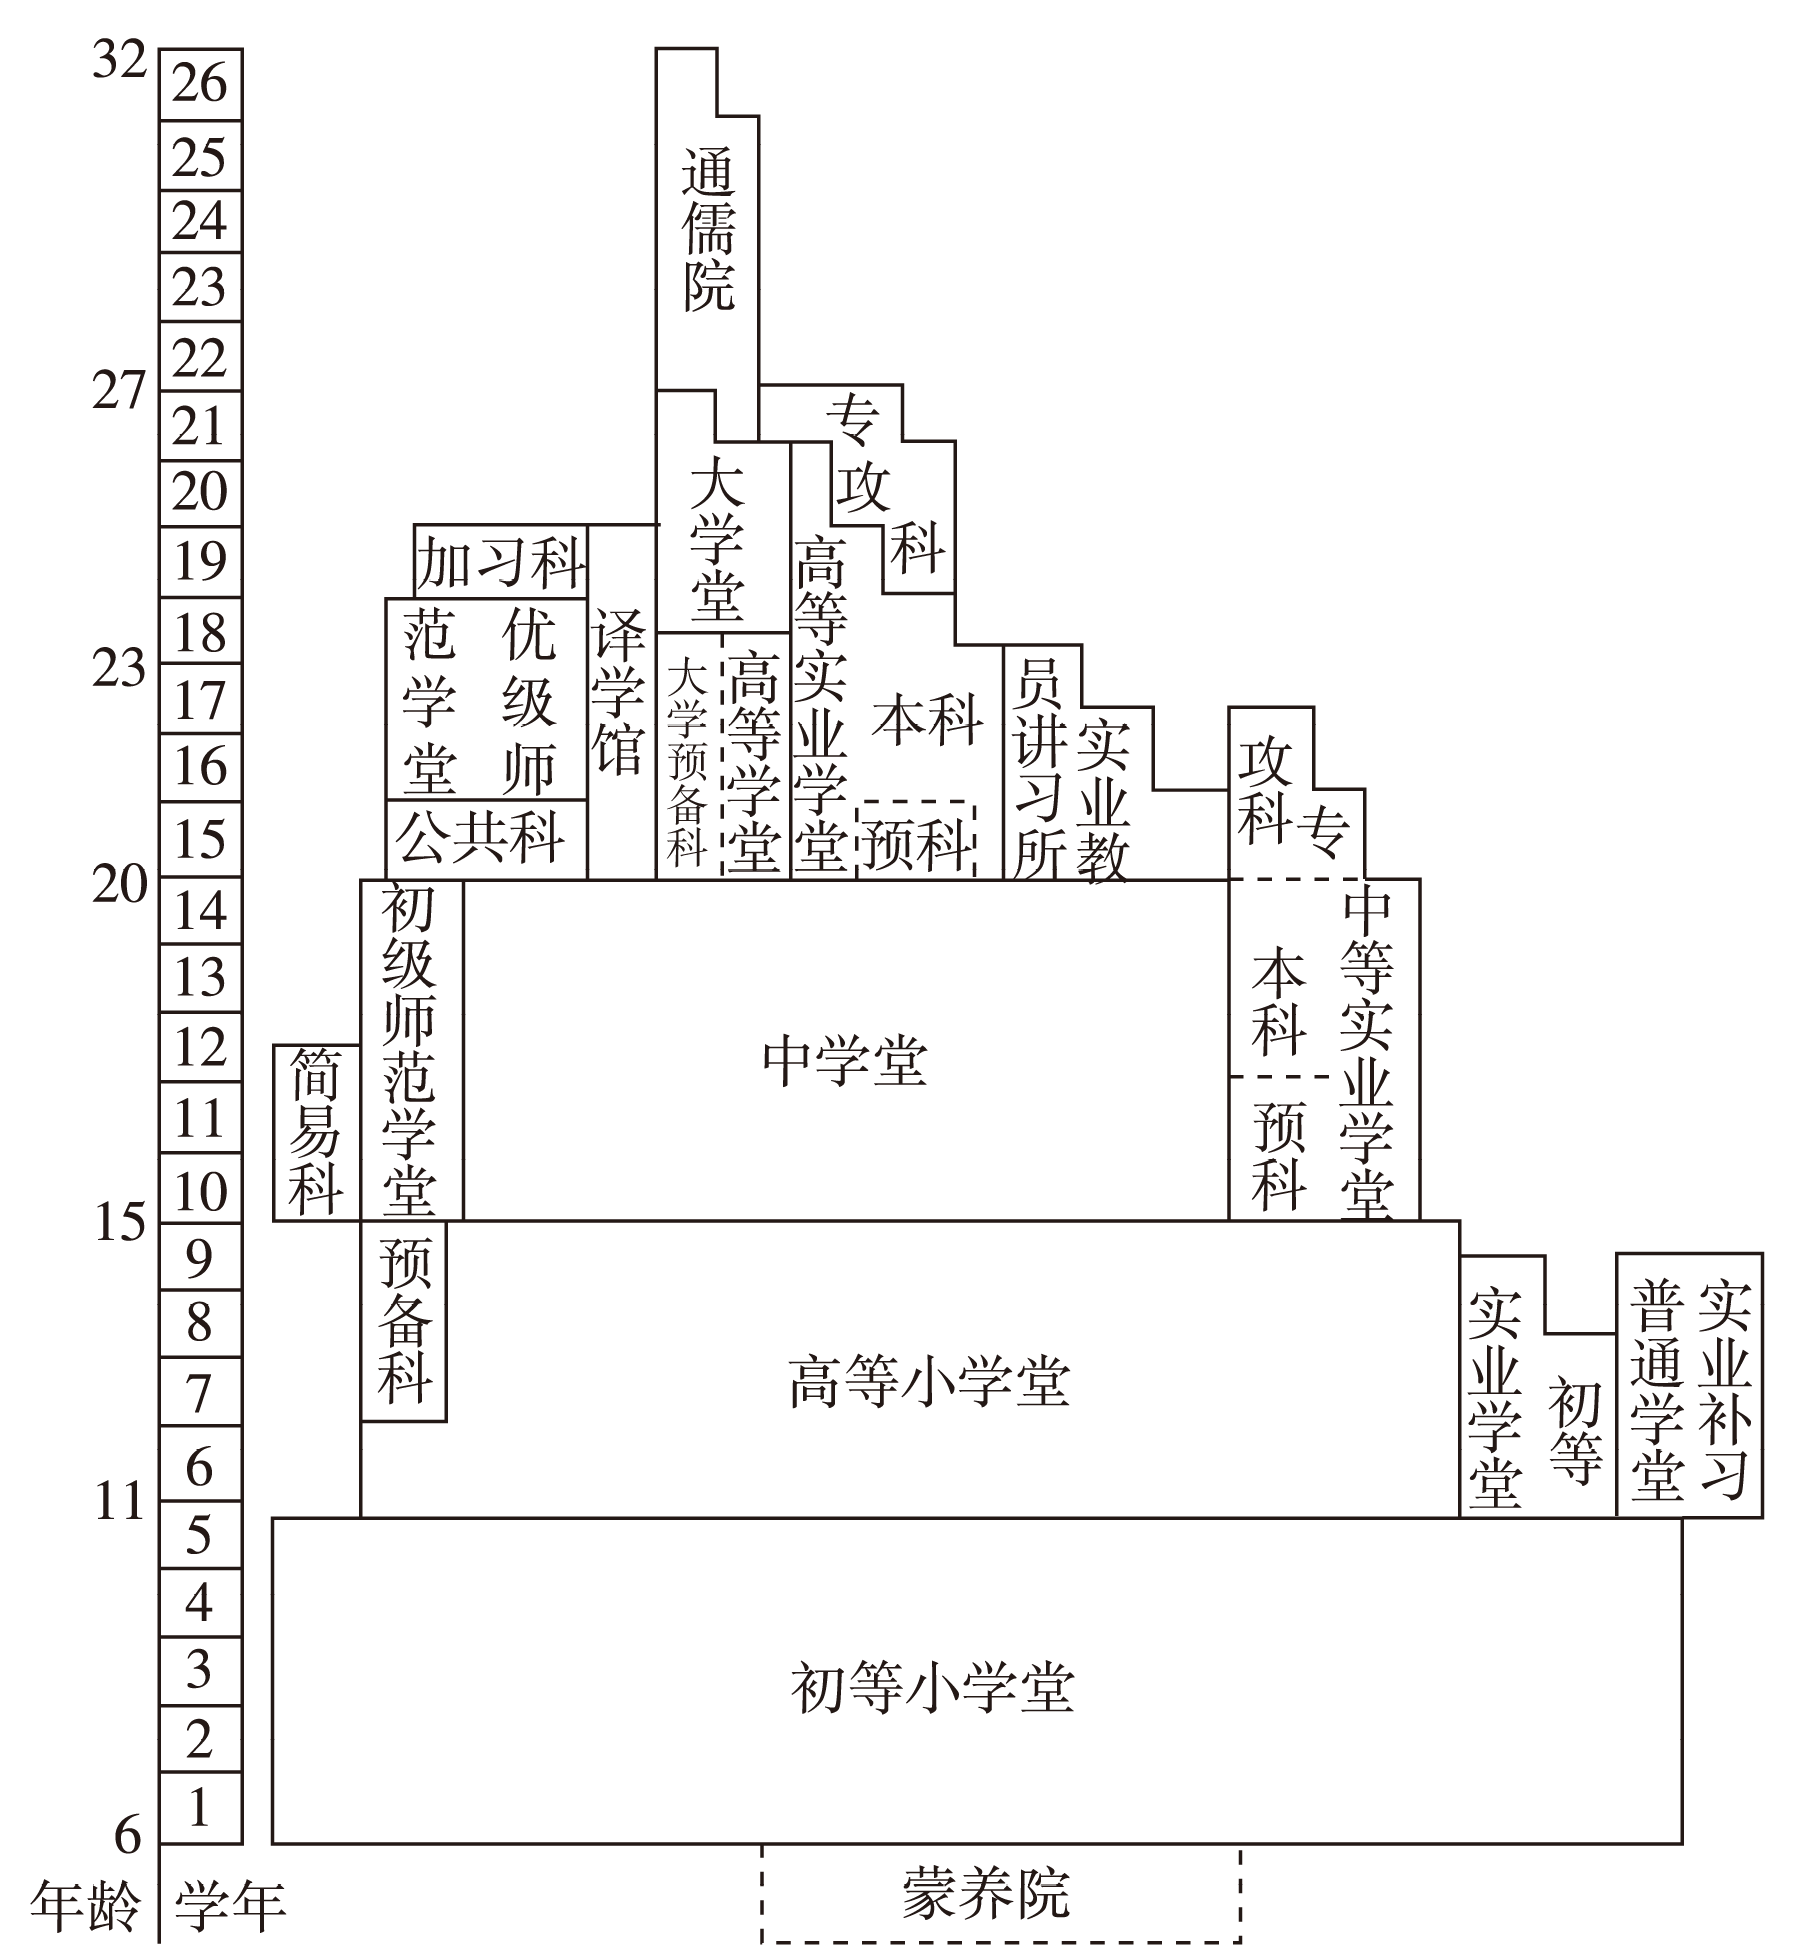 32
26
25
24
23
22
27
21
20
19
18
23
17
16
15
20
14
13
12
11
10
15
9
8
7
6
11
5
4
3
2
1
6
年龄
学年
通儒院
专攻科
大学堂
加习科
优级师范学堂
公共科
译学馆
大学预备科
高等学堂
高等实业学堂
本科
预科
实业教员讲习所
专攻科
初级师范学堂
简易科
中学堂
中等实业学堂
本科
预科
预备科
高等小学堂
初等实业学堂
实业补习普通学堂
初等小学堂
蒙养院